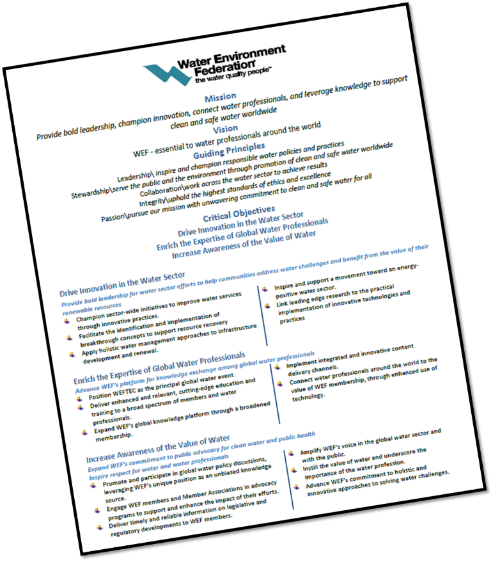 Water Environment
Federation
the water quality people™
Mission
Provide bold leadership, champion innovation, connect water professionals, and leverage knowledge to support
clean and safe water worldwide
Vision
WEF - essential to water professionals around the world
Guiding Principles
Leadership\ inspire and champion responsible water policies and practices
Stewardship\serve the public and the environment through promotion of clean and safe water worldwide
Collaboration\work across the water sector to achieve results
Integrity\uphold the highest standards of ethics and excellence
Passion\pursue our mission with unwavering commitment to clean and safe water for all
Critical Objectives
Drive Innovation in the Water Sector
Enrich the Expertise of Global Water Professionals
Increase Awareness of the Value of Water
Drive Innovation in the Water Sector
Provide bold leadership for water sector efforts to help communities address water challenges and benefit from the value of their
renewable resources
Champion sector-wide initiatives to improve water services
through innovative practices.
Facilitate the identification and implementation of
breakthrough concepts to support resource recovery
Apply holistic water management approaches to infrastructure
development and renewal.
Inspire and support a movement toward an energy-
positive water sector.
Link leading edge research to the practical
implementation of innovative technologies and
practices
Enrich the Expertise of Global Water Professionals
Advance WEF's platform for knowledge exchange among global water professionals
Position WEFTEC as the principal global water event.
Deliver enhanced and relevant, cutting-edge education and
training to a broad spectrum of members and water
professionals.
Expand WEF's global knowledge platform through a broadened
membership.
Implement integrated and innovative content
delivery channels.
Connect water professionals around the world to the
value of WEF membership, through enhanced use of
technology.
Increase Awareness of the Value of Water
Expand WEF's commitment to public advocacy for clean water and public health
Inspire respect for water and water professionals
Promote and participate in global water policy discussions,
leveraging WEF's unique position as an unbiased knowledge
source.
Engage WEF members and Member Associations in advocacy
programs to support and enhance the impact of their efforts.
Deliver timely and reliable information on legislative and
regulatory developments to WEF members.
Amplify WEF's voice in the global water sector and
with the public.
Instill the value of water and underscore the
importance of the water profession.
Advance WEF's commitment to holistic and
innovative approaches to solving water challenges.